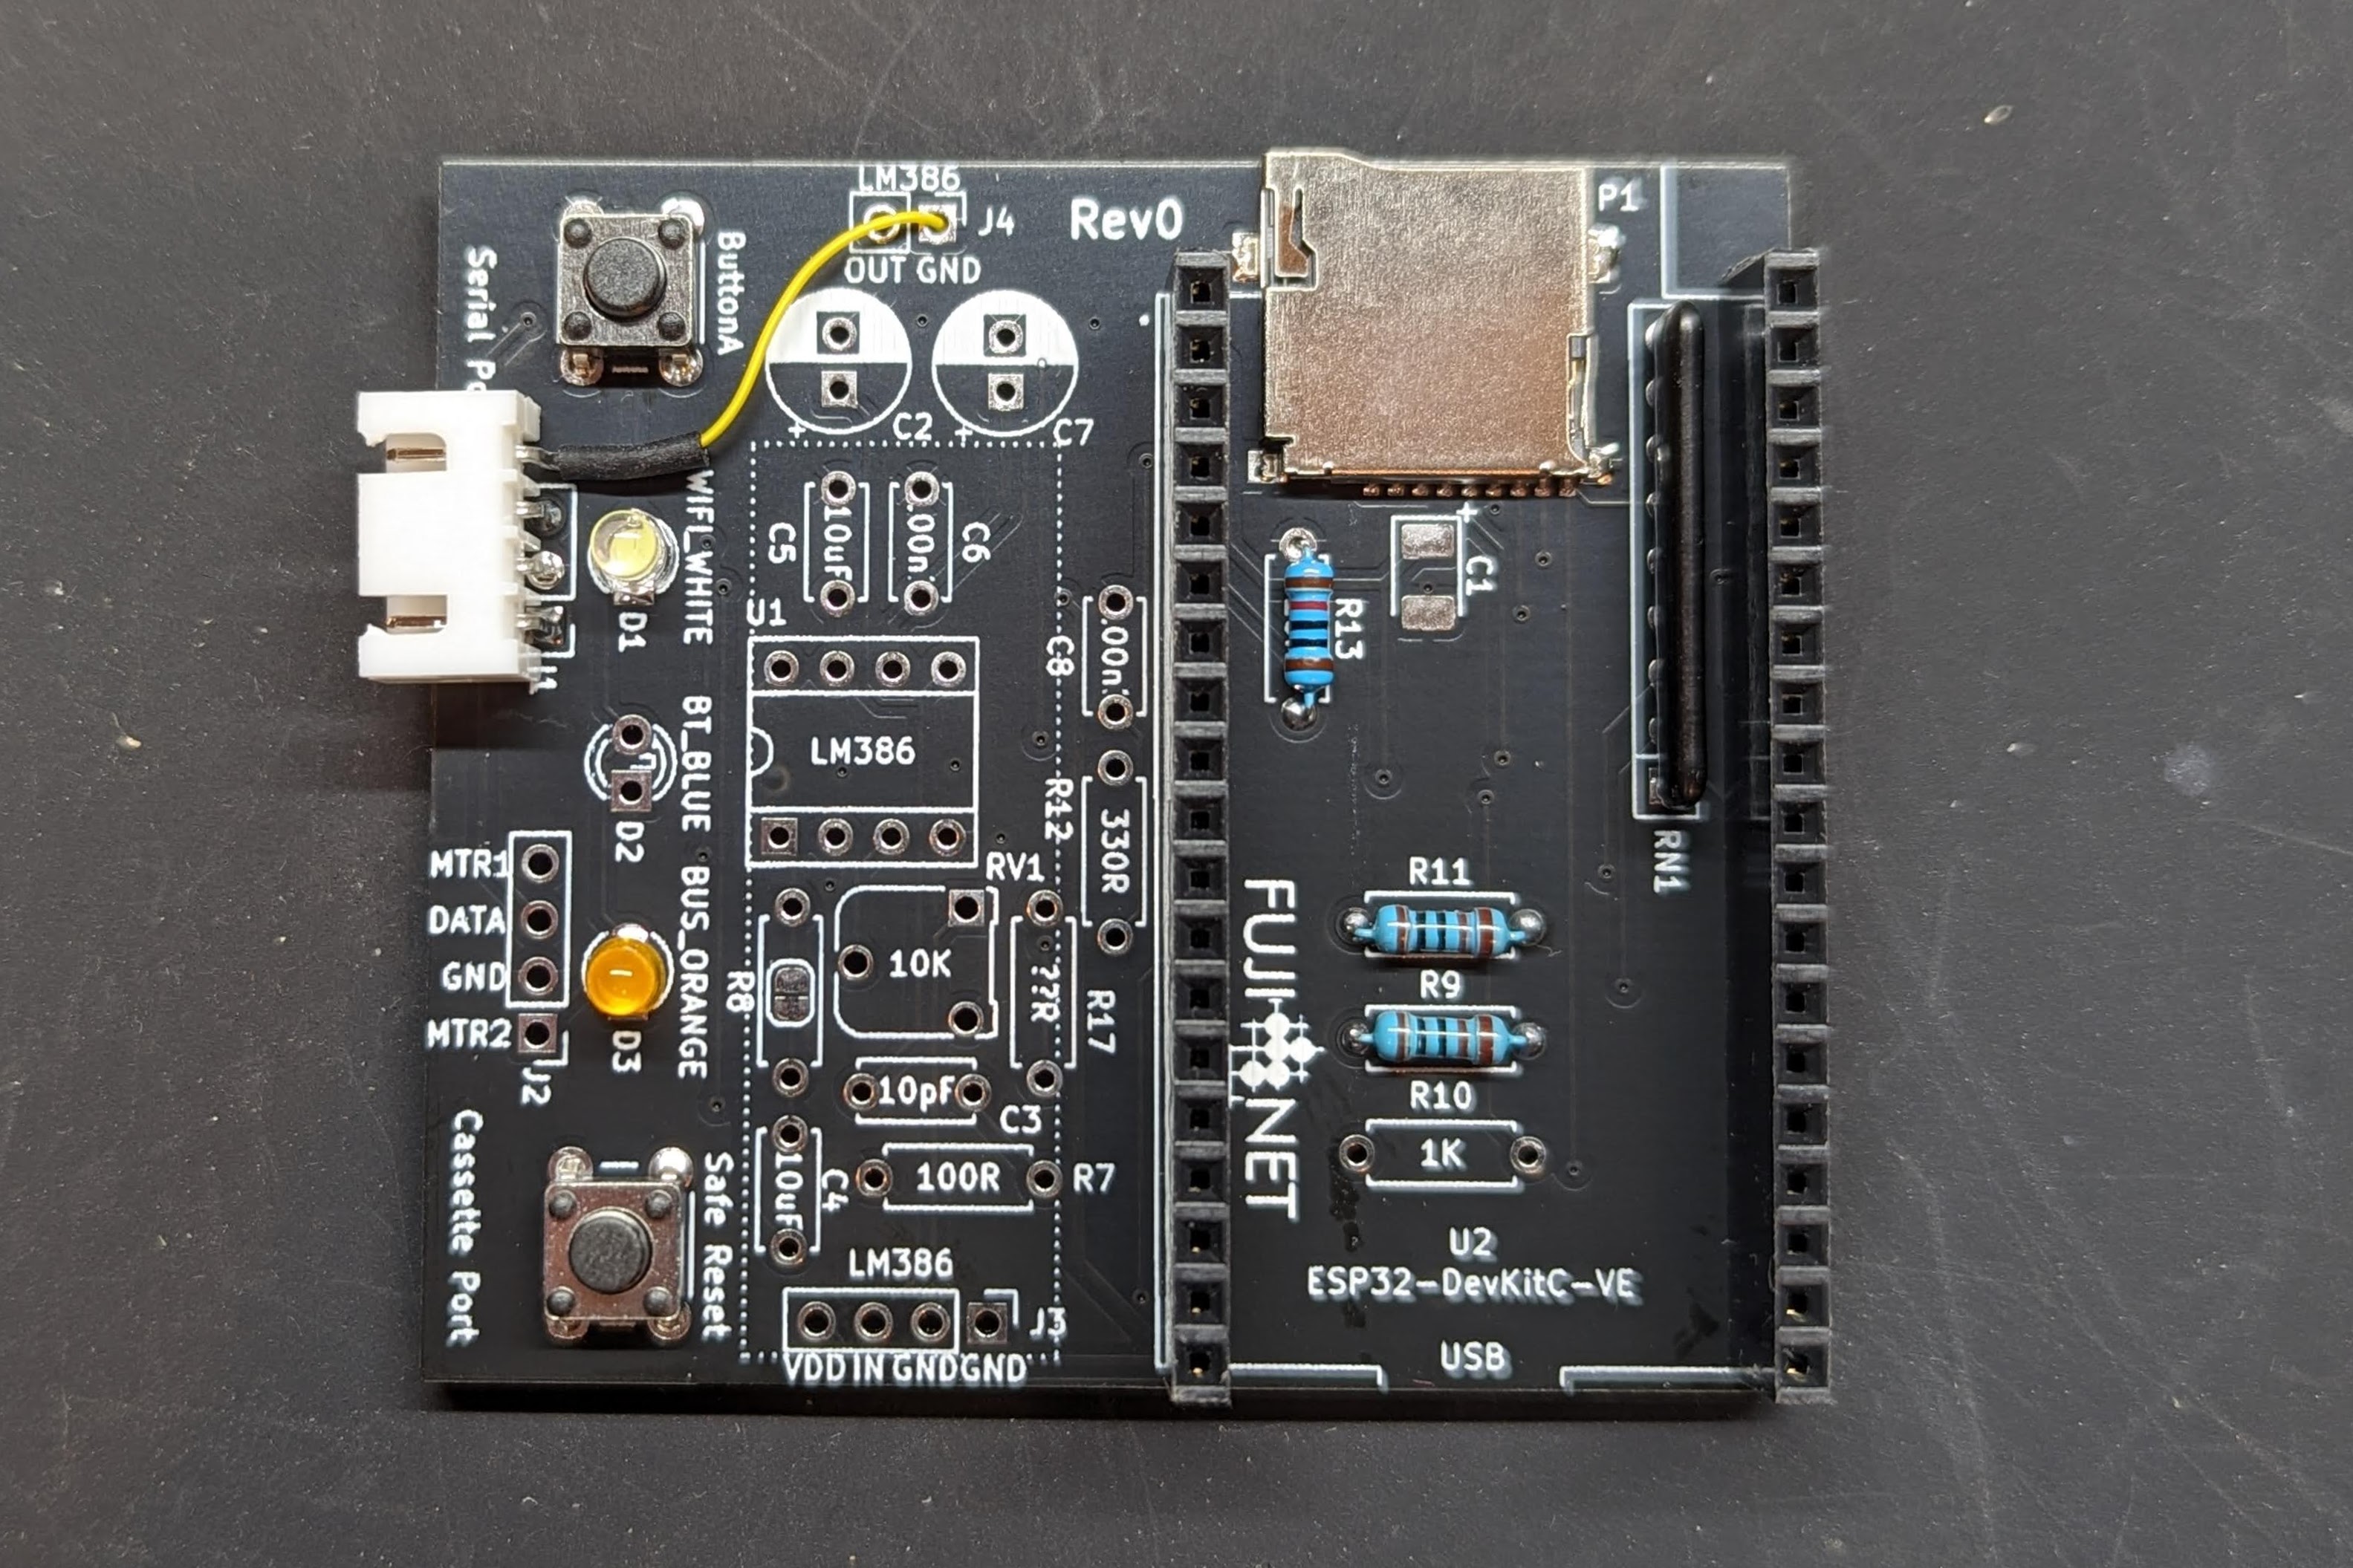 LM386
J4
OUT GND
Rev0
P1
Serial Po
ButtonA
C2
C7
+
+
+
C5
10uF
C6
C1
WIFI_WHITE
D1
J1
U1
LM386
C8
R13
RN1
BT_BLUE
D2
R12
330R
RV1
10K
R11
R9
R10
1K
MTR1
DATA
GND
MTR2
J2
BUS_ORANGE
D3
R8
??R
R17
10pF
C3
100R
R7
10uF
C4
FUJI
NET
Cassette Port
Safe Reset
LM386
J3
VDD IN GND GND
U2
ESP32-DevKitC-VE
USB